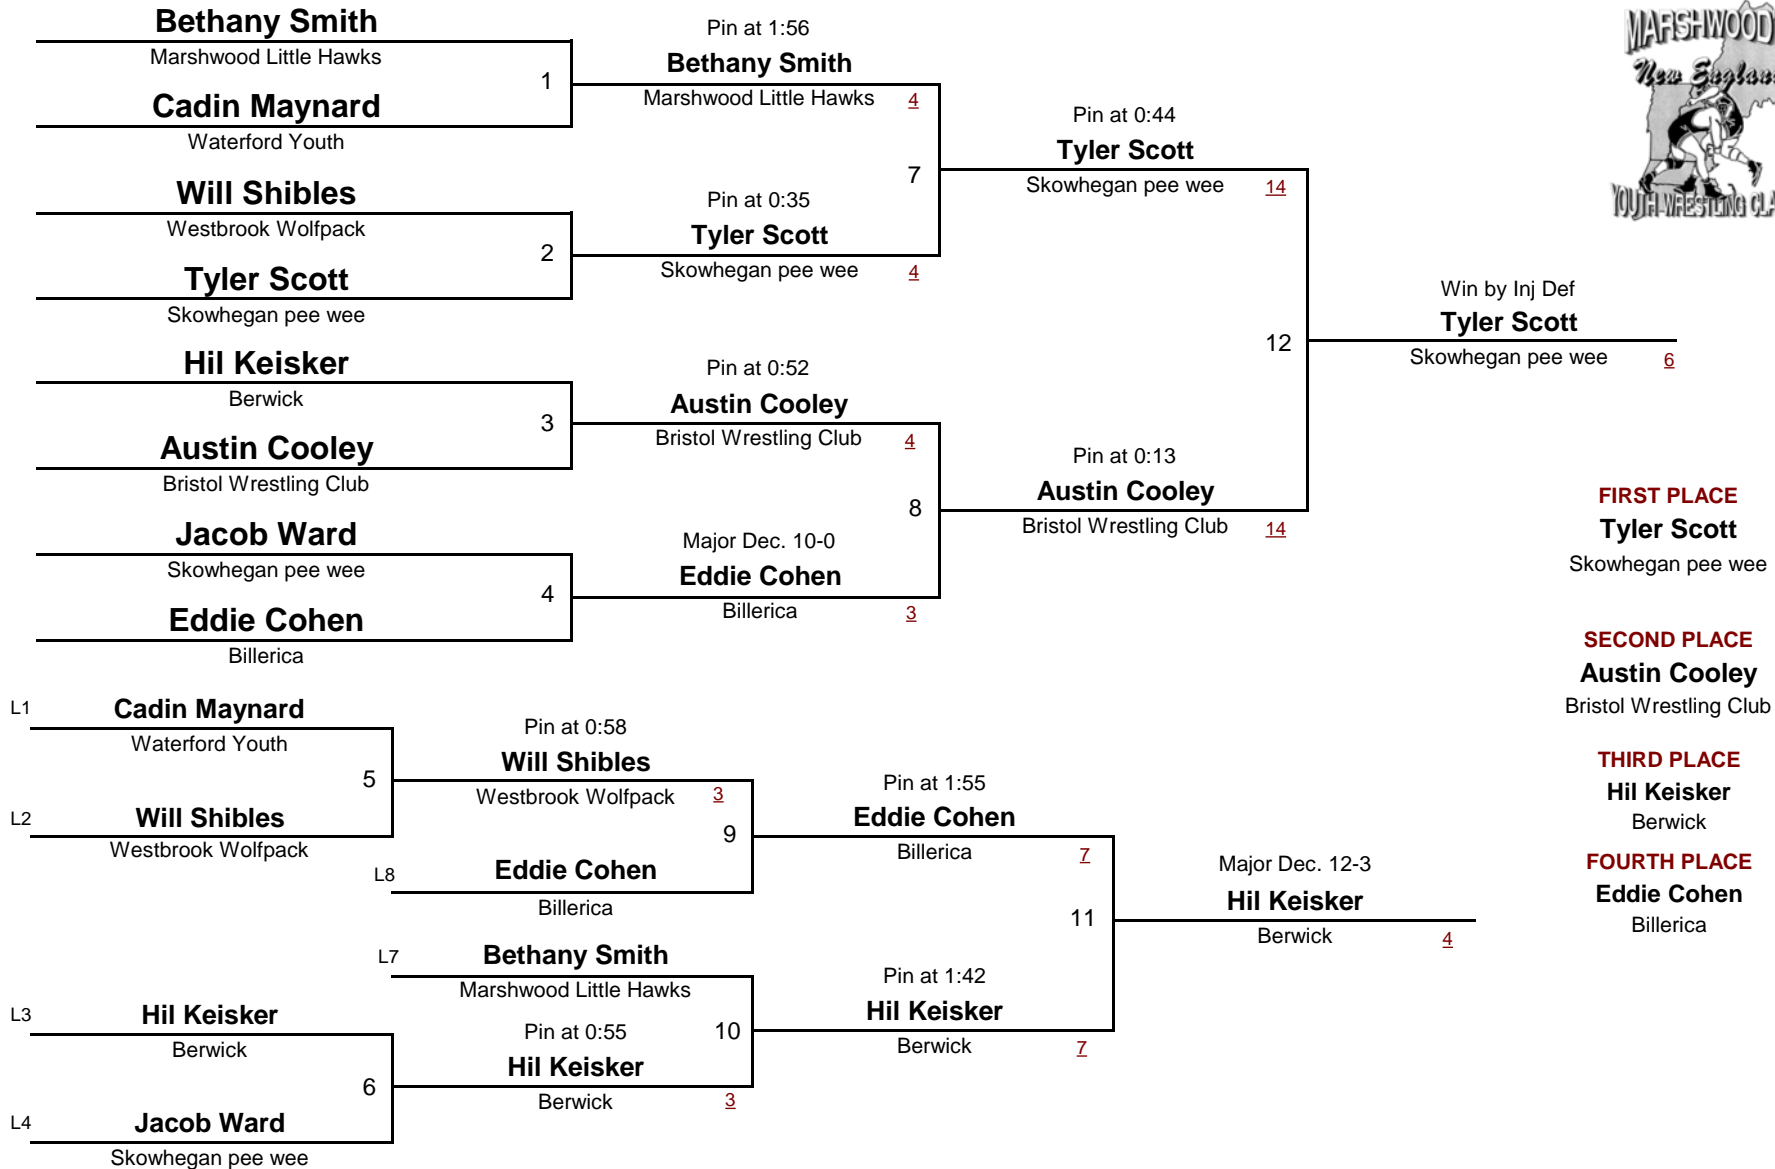 Bethany Smith
Marshwood Little Hawks
1
Cadin Maynard
Waterford Youth
Will Shibles
Westbrook Wolfpack
2
Tyler Scott
Skowhegan pee wee
Hil Keisker
Berwick
3
Austin Cooley
Bristol Wrestling Club
Jacob Ward
Skowhegan pee wee
4
Eddie Cohen
Billerica
Pin at 1:56
Bethany Smith
Marshwood Little Hawks 4
7
Pin at 0:35
Tyler Scott
Skowhegan pee wee 4
Pin at 0:52
Austin Cooley
Bristol Wrestling Club 4
8
Major Dec. 10-0
Eddie Cohen
Billerica 3
Pin at 0:44
Tyler Scott
Skowhegan pee wee 14
12
Pin at 0:13
Austin Cooley
Bristol Wrestling Club 14
Win by Inj Def
Tyler Scott
Skowhegan pee wee 6
MARSHWOOD
New England
YOUTH WRESTLING CLA
FIRST PLACE
Tyler Scott
Skowhegan pee wee
SECOND PLACE
Austin Cooley
Bristol Wrestling Club
THIRD PLACE
Hil Keisker
Berwick
FOURTH PLACE
Eddie Cohen
Billerica
L1 Cadin Maynard
Waterford Youth
5
L2 Will Shibles
Westbrook Wolfpack
Pin at 0:58
Will Shibles
Westbrook Wolfpack 3
9
L8 Eddie Cohen
Billerica
L7 Bethany Smith
Marshwood Little Hawks
10
L3 Hil Keisker
Berwick
6
L4 Jacob Ward
Skowhegan pee wee
Pin at 0:55
Hil Keisker
Berwick 3
Pin at 1:55
Eddie Cohen
Billerica 7
11
Pin at 1:42
Hil Keisker
Berwick 7
Major Dec. 12-3
Hil Keisker
Berwick 4